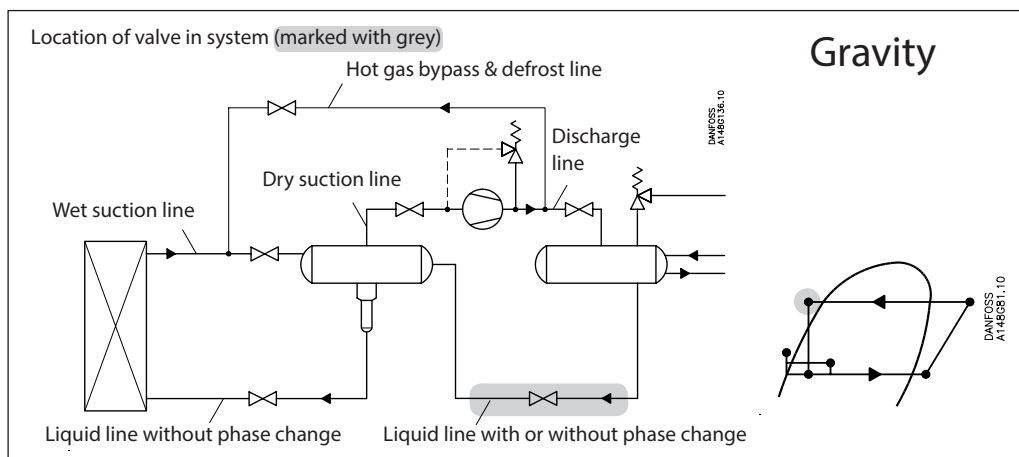 Location of valve in system (marked with grey)
Gravity
Hot gas bypass & defrost line
DANFOSS
A148G136.10
Discharge
line
Dry suction line
Wet suction line
DANFOSS
A148G81.10
Liquid line without phase change
Liquid line with or without phase change